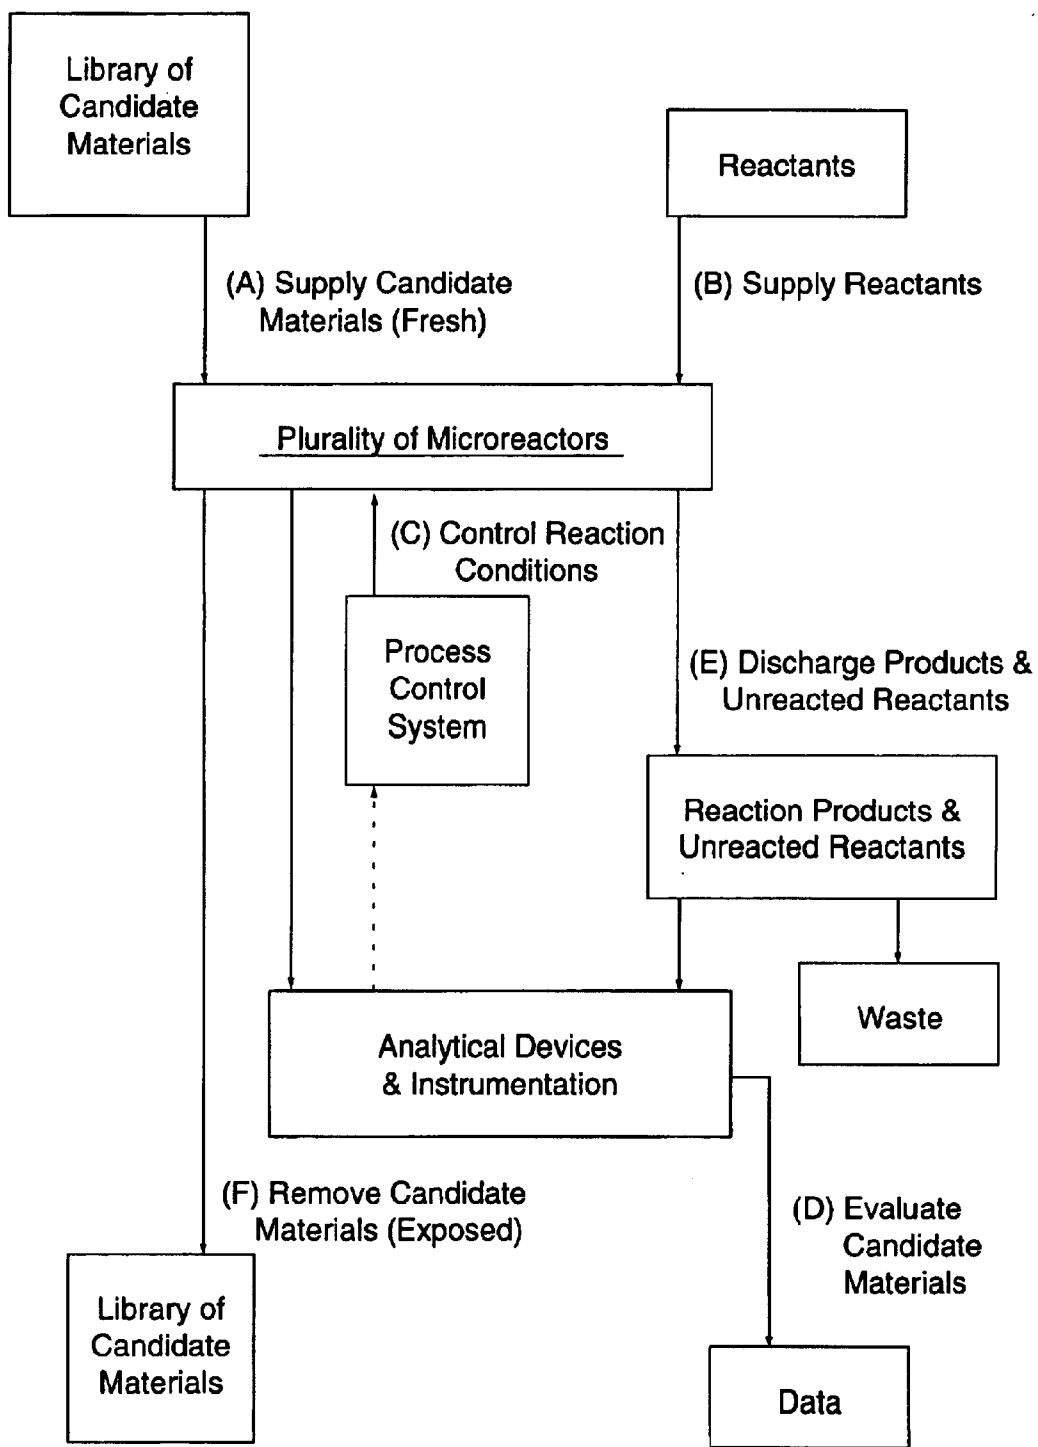 Library of
Candidate
Materials
Reactants
(A) Supply Candidate
Materials (Fresh)
(B) Supply Reactants
Plurality of Microreactors
(C) Control Reaction
Conditions
Process
Control
System
(E) Discharge Products &
Unreacted Reactants
Reaction Products &
Unreacted Reactants
Waste
Analytical Devices
& Instrumentation
(F) Remove Candidate
Materials (Exposed)
(D) Evaluate
Candidate
Materials
Library of
Candidate
Materials
Data